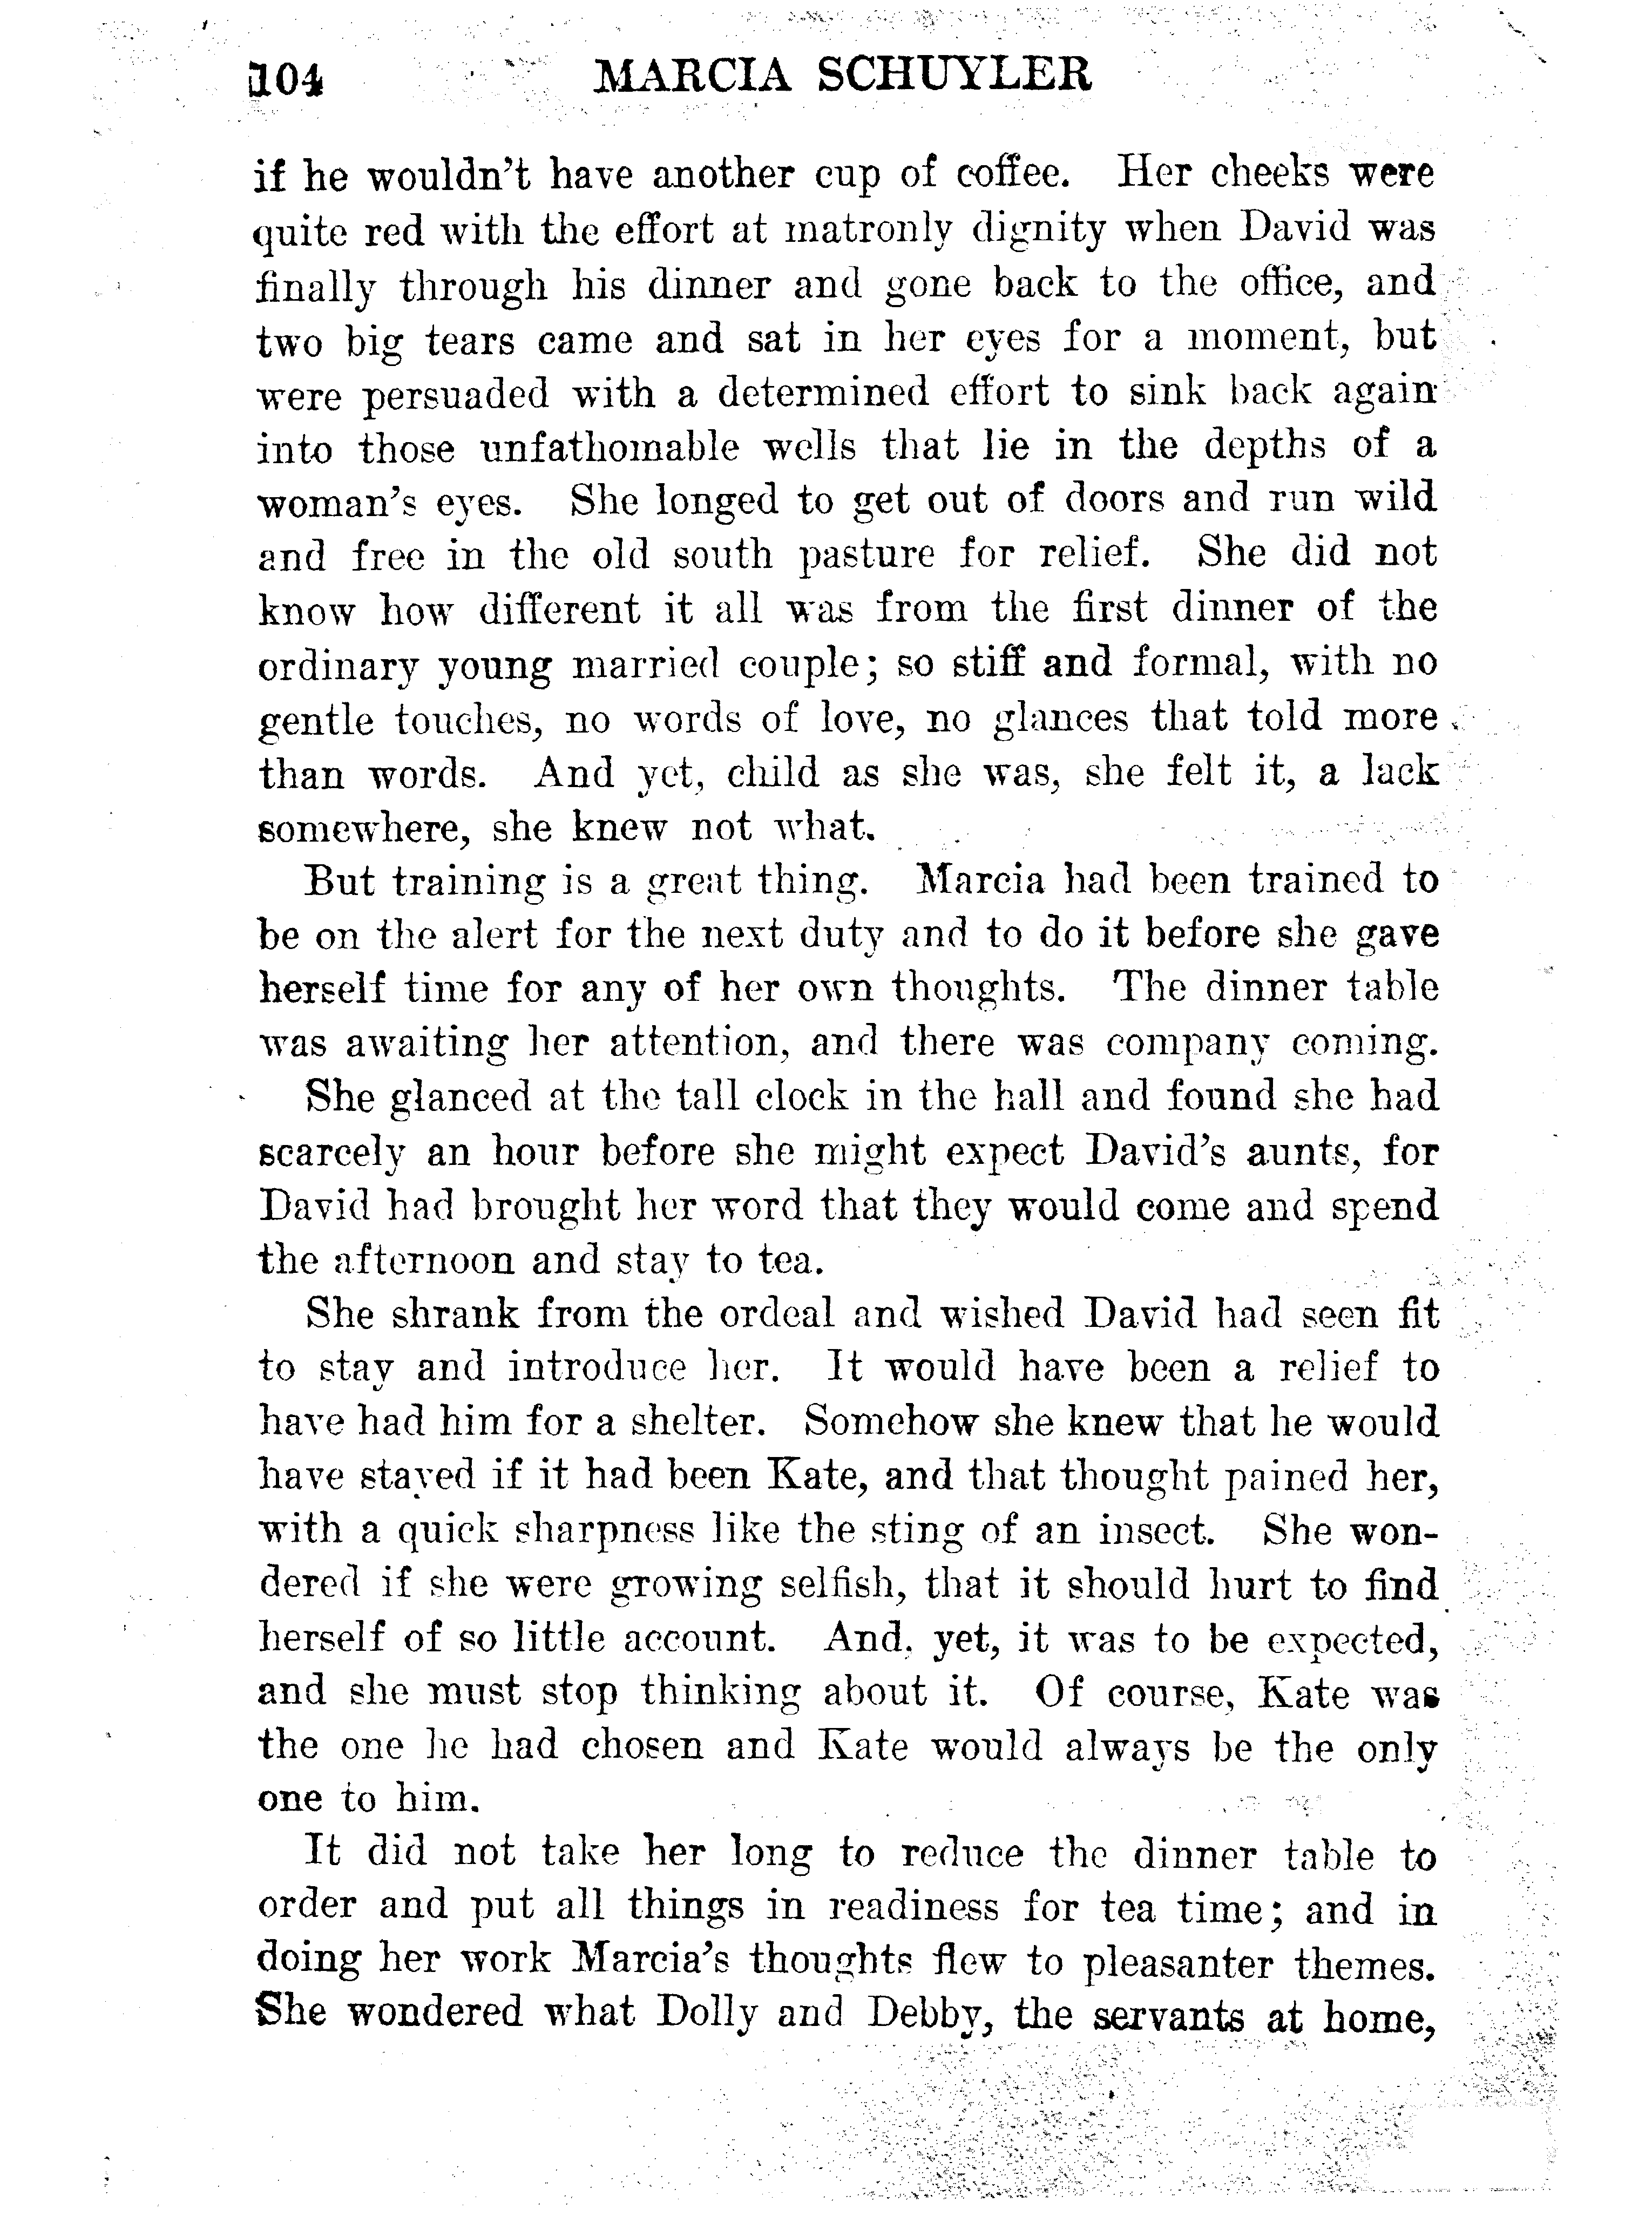 104 MARCIA SCHUYLER
if he wouldn't have another cup of coffee. Her cheeks were
quite red with the effort at matronly dignity when David was
finally through his dinner and gone back to the office, and
two big tears came and sat in her eyes for a moment, but
were persuaded with a determined effort to sink back again
into those unfathomable wells that lie in the depths of a
woman's eyes. She longed to get out of doors and run wild
and free in the old south pasture for relief. She did not
know how different it all was from the first dinner of the
ordinary young married couple; so stiff and formal, with no
gentle touches, no words of love, no glances that told more
than words. And yet, child as she was, she felt it, a lack
somewhere, she knew not what.
But training is a great thing. Marcia had been trained to
be on the alert for the next duty and to do it before she gave
herself time for any of her own thoughts. The dinner table
was awaiting her attention, and there was company coming.
She glanced at the tall clock in the hall and found she had
scarcely an hour before she might expect David's aunts, for
David had brought her word that they would come and spend
the afternoon and stay to tea.
She shrank from the ordeal and wished David had seen fit
to stay and introduce her. It would have been a relief to
have had him for a shelter. Somehow she knew that he would
have stayed if it had been Kate, and that thought pained her,
with a quick sharpness like the sting of an insect. She won-
dered if she were growing selfish, that it should hurt to find
herself of so little account. And, yet, it was to be expected,
and she must stop thinking about it. Of course, Kate was
the one he had chosen and Kate would always be the only
one to him.
It did not take her long to reduce the dinner table to
order and put all things in readiness for tea time; and in
doing her work Marcia's thoughts flew to pleasanter themes.
She wondered what Dolly and Debby, the servants at home,